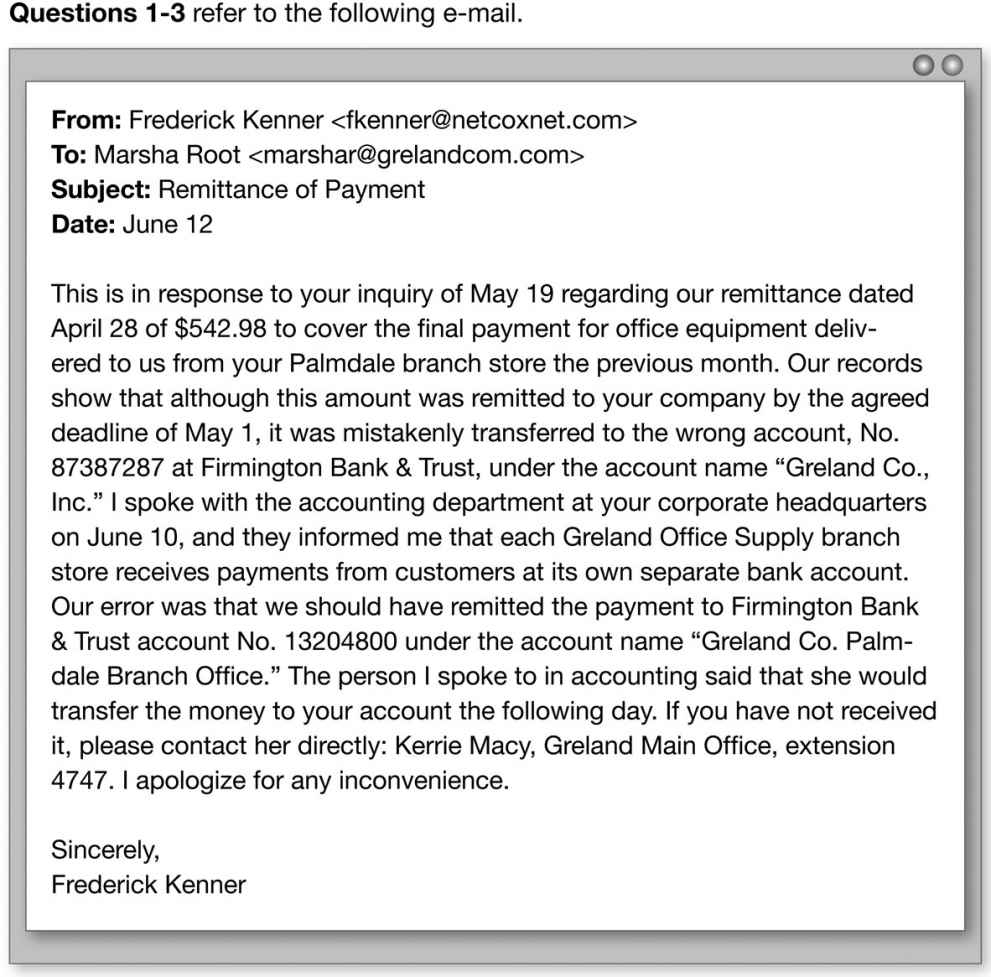 Questions 1-3 refer to the following e-mail.
From: Frederick Kenner <fkenner@netcoxnet.com>
To: Marsha Root <marshar@grelandcom.com>
Subject: Remittance of Payment
Date: June 12
This is in response to your inquiry of May 19 regarding our remittance dated
April 28 of $542.98 to cover the final payment for office equipment deliv-
ered to us from your Palmdale branch store the previous month. Our records
show that although this amount was remitted to your company by the agreed
deadline of May 1, it was mistakenly transferred to the wrong account, No.
87387287 at Firmington Bank & Trust, under the account name “Greland Co.,
Inc.” I spoke with the accounting department at your corporate headquarters
on June 10, and they informed me that each Greland Office Supply branch
store receives payments from customers at its own separate bank account.
Our error was that we should have remitted the payment to Firmington Bank
& Trust account No. 13204800 under the account name “Greland Co. Palm-
dale Branch Office.” The person I spoke to in accounting said that she would
transfer the money to your account the following day. If you have not received
it, please contact her directly: Kerrie Macy, Greland Main Office, extension
4747. I apologize for any inconvenience.
Sincerely,
Frederick Kenner